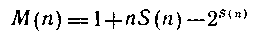 M(n) = 1 + nS(n) − 2^{S(n)}